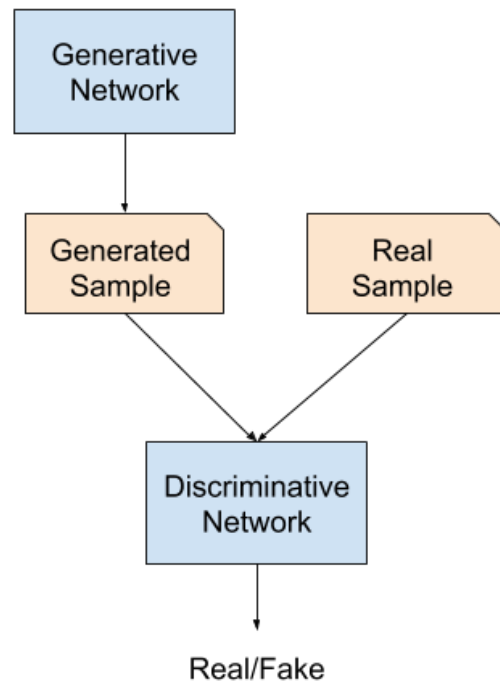 Generative
Network
Generated
Sample
Real
Sample
Discriminative
Network
Real/Fake